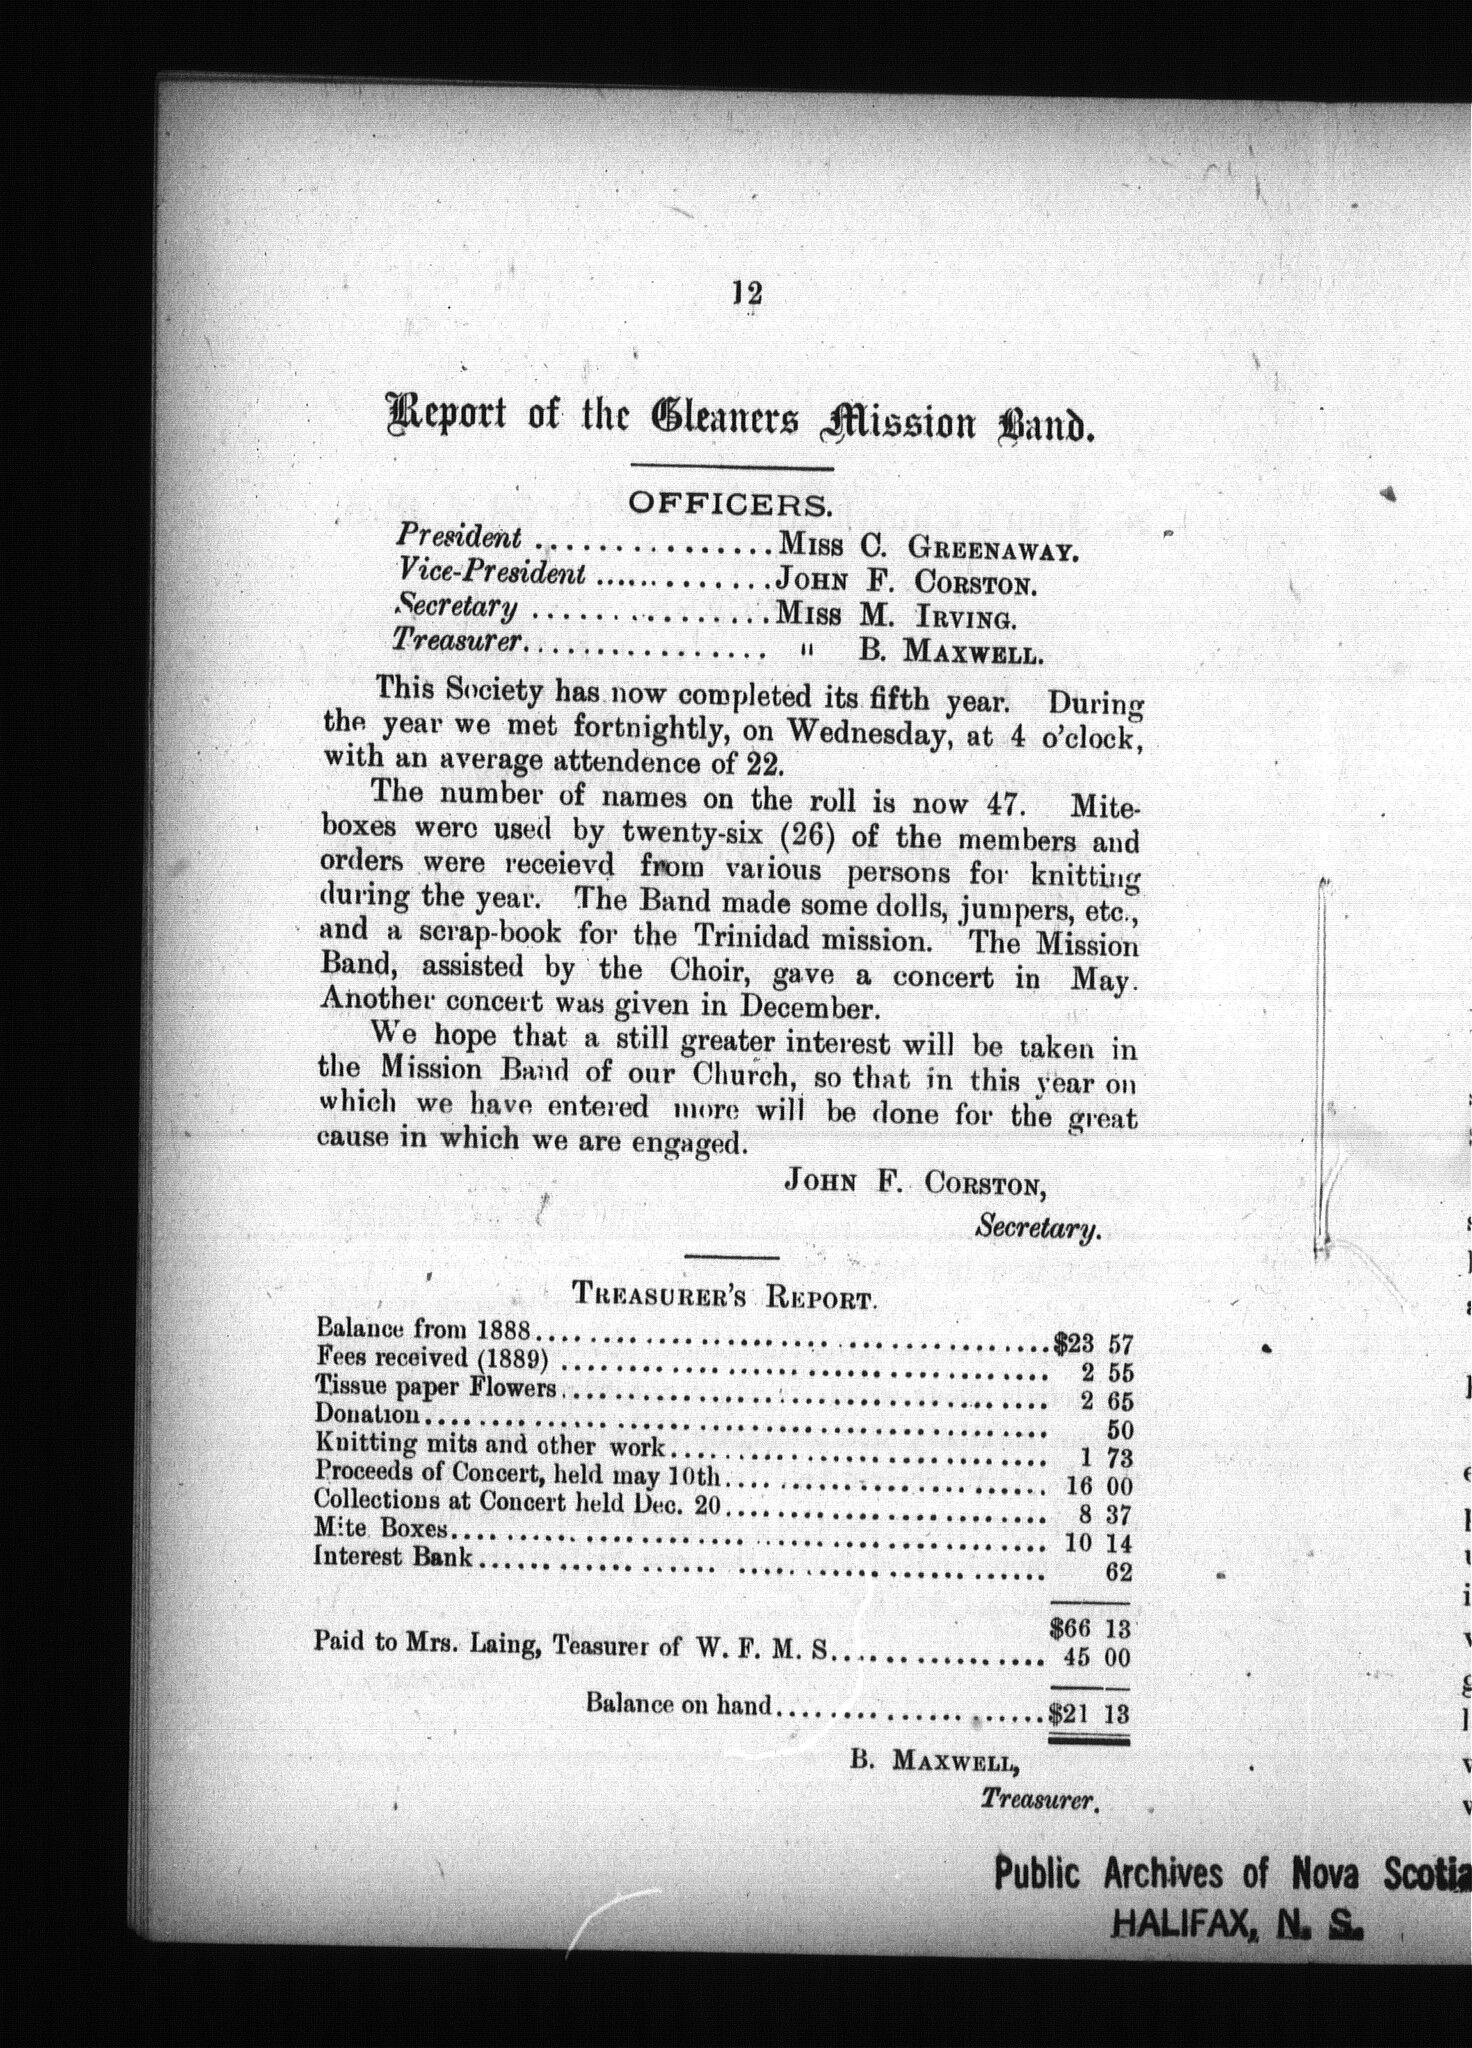 12
Report of the Gleaners Mission Band.
OFFICERS.
President ............... MISS C. GREENAWAY.
Vice-President ............ JOHN F. CORSTON.
Secretary ............... MISS M. IRVING.
Treasurer................ " B. MAXWELL.
This Society has now completed its fifth year. During
the year we met fortnightly, on Wednesday, at 4 o'clock,
with an average attendence of 22.
The number of names on the roll is now 47. Mite-
boxes were used by twenty-six (26) of the members and
orders were receievd from various persons for knitting
during the year. The Band made some dolls, jumpers, etc.,
and a scrap-book for the Trinidad mission. The Mission
Band, assisted by the Choir, gave a concert in May.
Another concert was given in December.
We hope that a still greater interest will be taken in
the Mission Band of our Church, so that in this year on
which we have entered more will be done for the great
cause in which we are engaged.
JOHN F. CORSTON,
Secretary.
TREASURER'S REPORT.
Balance from 1888...................................... $23 57
Fees received (1889) .................................... 2 55
Tissue paper Flowers.................................... 2 65
Donation.............................................. 50
Knitting mits and other work............................ 1 73
Proceeds of Concert, held may 10th........................ 16 00
Collections at Concert held Dec. 20........................ 8 37
Mite Boxes............................................ 10 14
Interest Bank.......................................... 62
$66 13
Paid to Mrs. Laing, Teasurer of W. F. M. S................ 45 00
Balance on hand.................... $21 13
B. MAXWELL,
Treasurer.
Public Archives of Nova Scotia
HALIFAX, N. S.